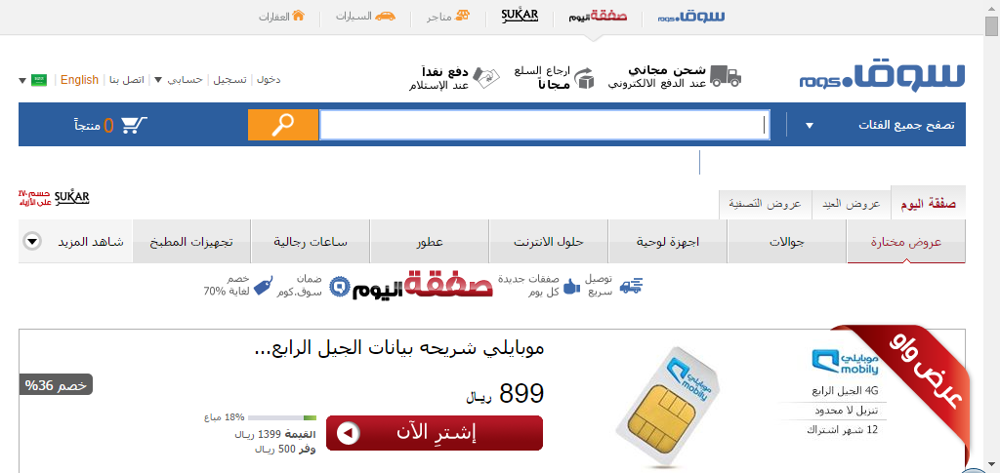 سوق.com صفقة اليوم SUKAR متاجر السيارات العقارات
سوق.com
شحن مجاني
عند الدفع الالكتروني
ارجاع السلع
مجاناً
دفع نقداً
عند الإستلام
دخول | تسجيل | حسابي | اتصل بنا | English
تصفح جميع الفئات
0 منتجاً
صفقة اليوم
عروض العيد
عروض التصفية
SUKAR
حسم ٧٠٪
على الأزياء
عروض مختارة
جوالات
اجهزة لوحية
حلول الانترنت
عطور
ساعات رجالية
تجهيزات المطبخ
شاهد المزيد
توصيل
سريع
صفقات جديدة
كل يوم
صفقة اليوم
ضمان
سوق.كوم
خصم
لغاية 70%
عرض واو
موبايلي
mobily
4G الجيل الرابع
تنزيل لا محدود
12 شهر اشتراك
موبايلي
mobily
موبايلي شريحه بيانات الجيل الرابع...
خصم 36%
899 ريال
إشترِ الآن
18% مباع
القيمة 1399 ريال
وفر 500 ريال